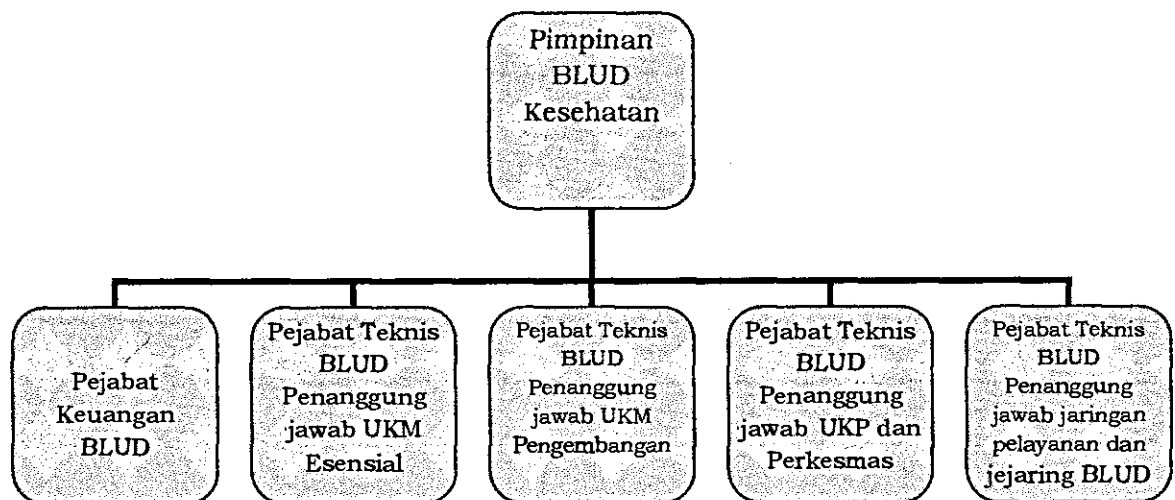 Pimpinan
BLUD
Kesehatan
Pejabat
Keuangan
BLUD
Pejabat Teknis
BLUD
Penanggung
jawab UKM
Esensial
Pejabat Teknis
BLUD
Penanggung
jawab UKM
Pengembangan
Pejabat Teknis
BLUD
Penanggung
jawab UKP dan
Perkesmas
Pejabat Teknis
BLUD
Penanggung
jawab jaringan
pelayanan dan
jejaring BLUD